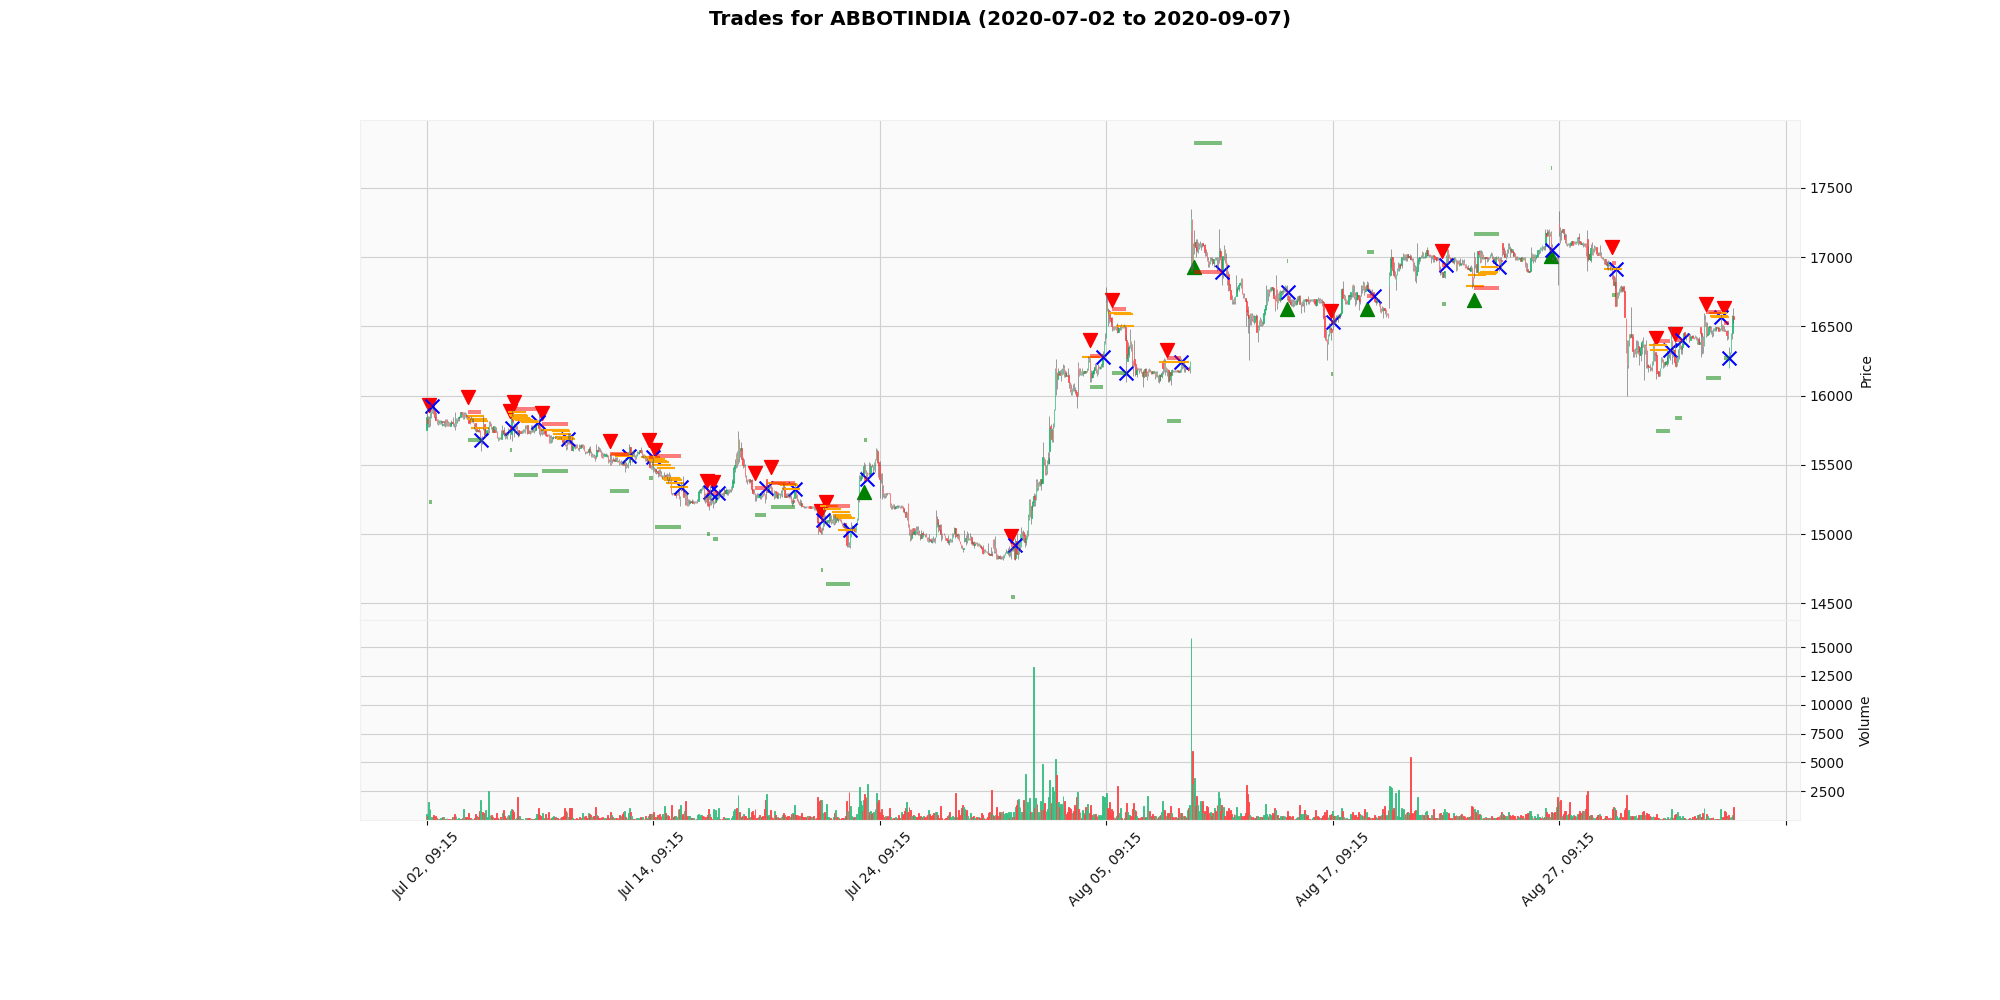 Trades for ABBOTINDIA (2020-07-02 to 2020-09-07)
17500
17000
16500
16000
15500
15000
14500
Price
15000
12500
10000
7500
5000
2500
Volume
Jul 02, 09:15
Jul 14, 09:15
Jul 24, 09:15
Aug 05, 09:15
Aug 17, 09:15
Aug 27, 09:15